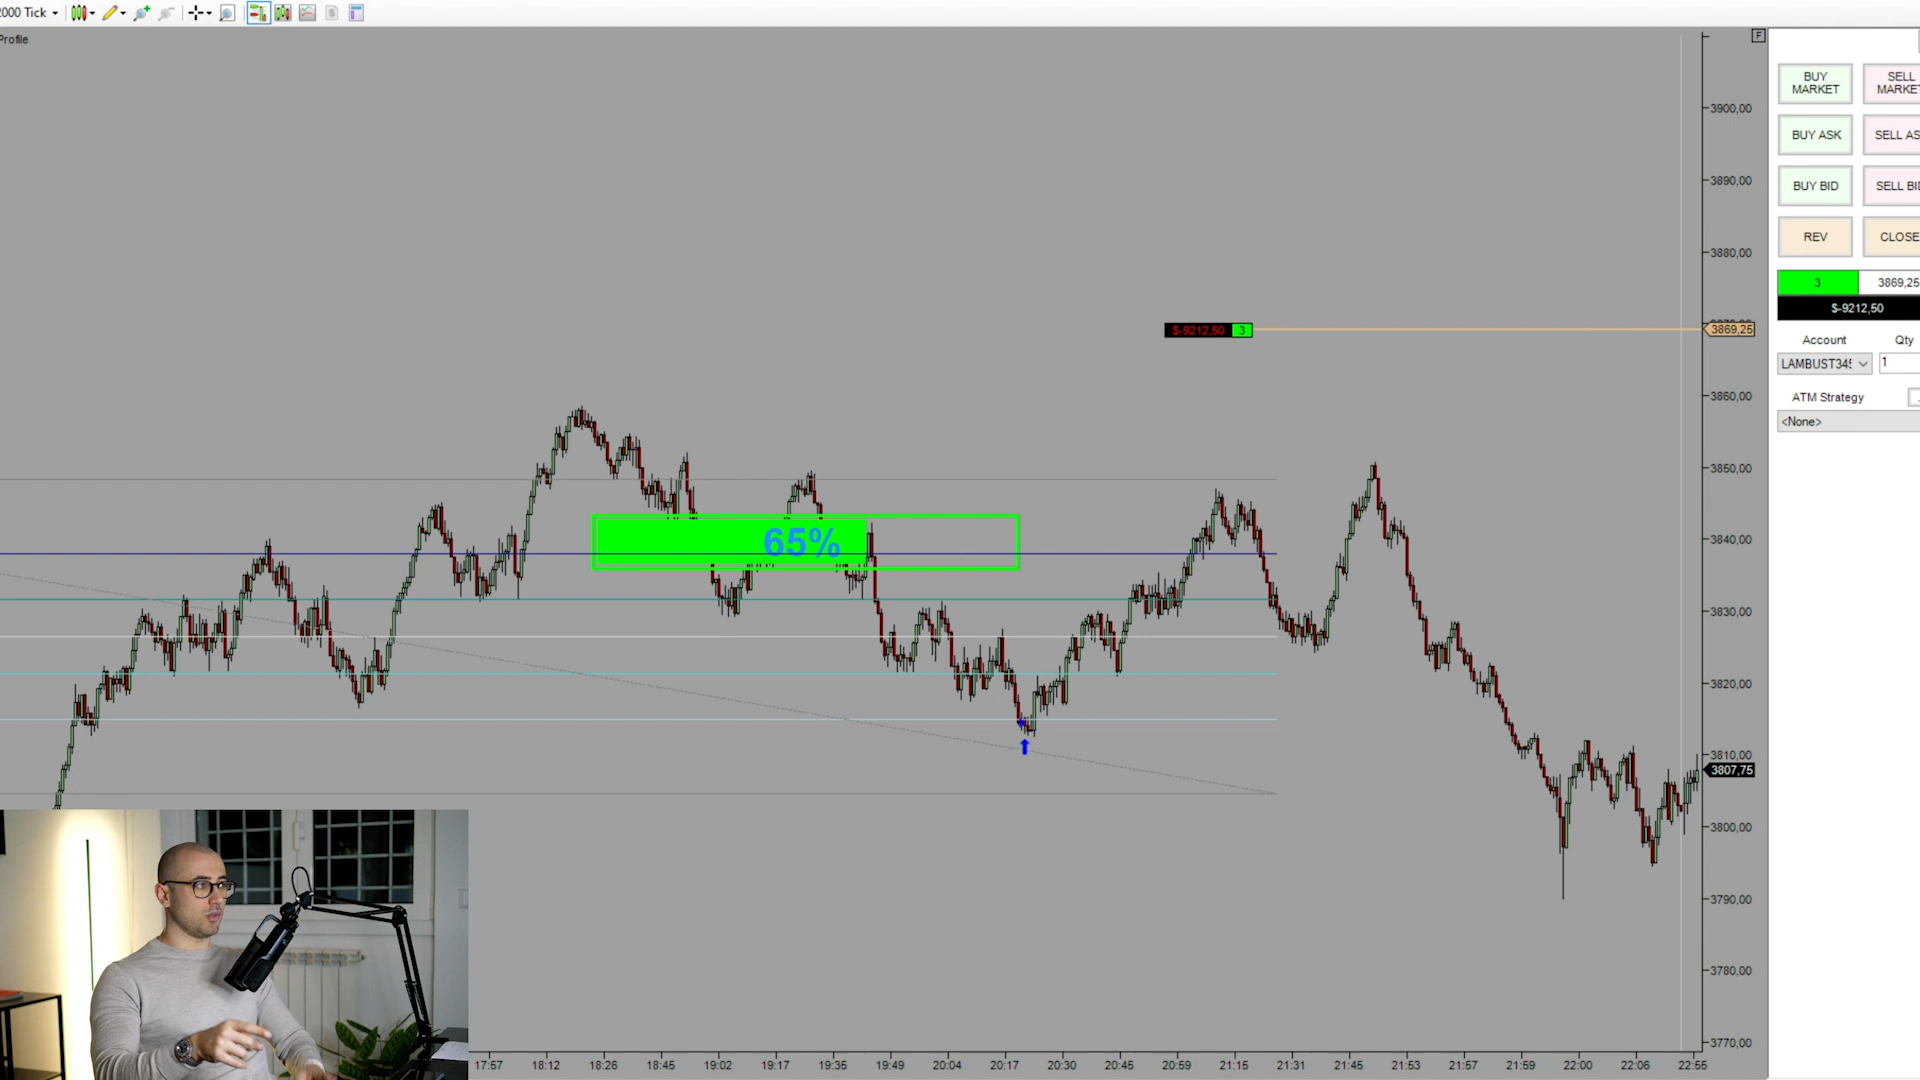 2000 Tick
Profile
F
BUY MARKET
SELL MARKET
BUY ASK
SELL AS
BUY BID
SELL BID
REV
CLOSE
3
3869,25
$-9212,50
Account
Qty
LAMBUST345
1
ATM Strategy
<None>
3900,00
3890,00
3880,00
$-9212,50 3
3869,25
3860,00
3850,00
65%
3840,00
3830,00
3820,00
3810,00
3807,75
3800,00
3790,00
3780,00
3770,00
17:57 18:12 18:26 18:45 19:02 19:17 19:35 19:49 20:04 20:17 20:30 20:45 20:59 21:15 21:31 21:45 21:53 21:57 21:59 22:00 22:06 22:55